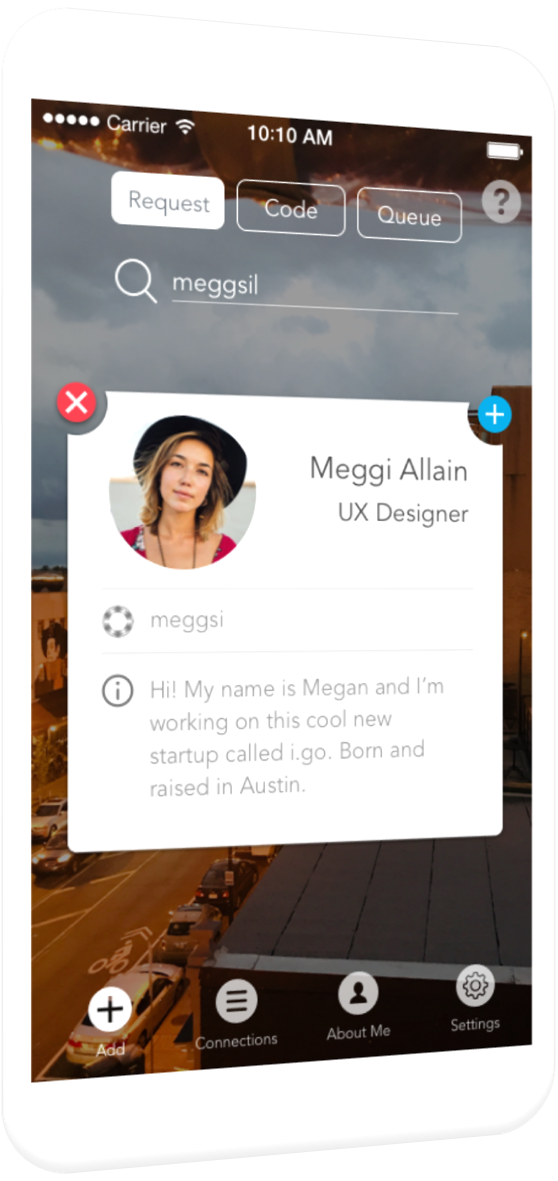 Carrier 10:10 AM
Request Code Queue ?
meggsil
Meggi Allain
UX Designer
meggsi
Hi! My name is Megan and I'm
working on this cool new
startup called i.go. Born and
raised in Austin.
Add Connections About Me Settings